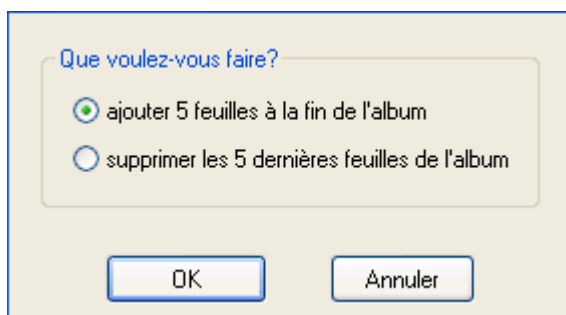 Que voulez-vous faire?
ajouter 5 feuilles à la fin de l'album
supprimer les 5 dernières feuilles de l'album
OK
Annuler